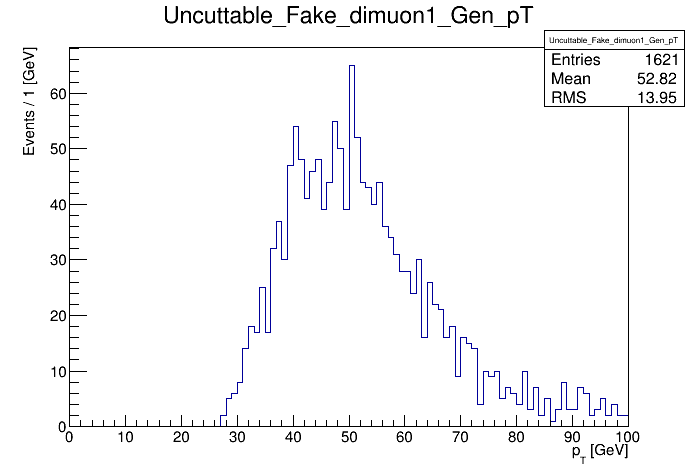 Uncuttable_Fake_dimuon1_Gen_pT
Uncuttable_Fake_dimuon1_Gen_pT
Entries 1621
Mean 52.82
RMS 13.95
Events / 1 [GeV]
60
50
40
30
20
10
0
0 10 20 30 40 50 60 70 80 90 100
p_T [GeV]